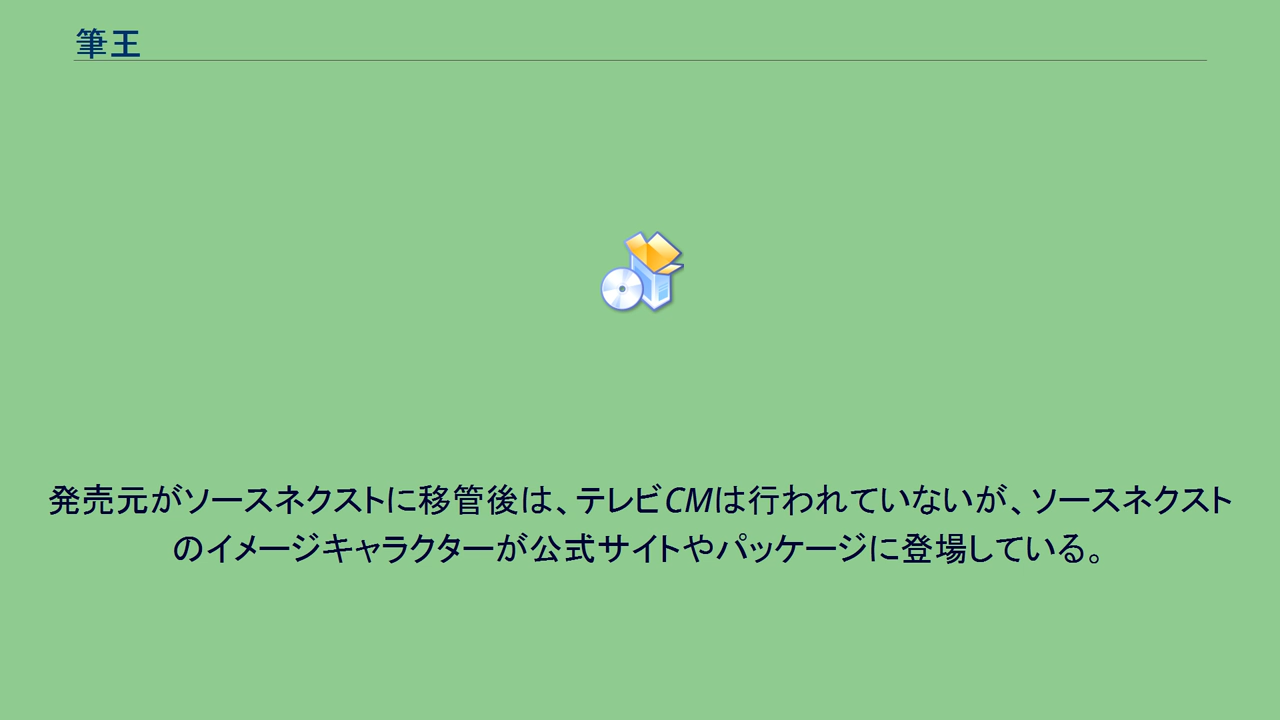 筆王
発売元がソースネクストに移管後は、テレビCMは行われていないが、ソースネクスト
のイメージキャラクターが公式サイトやパッケージに登場している。